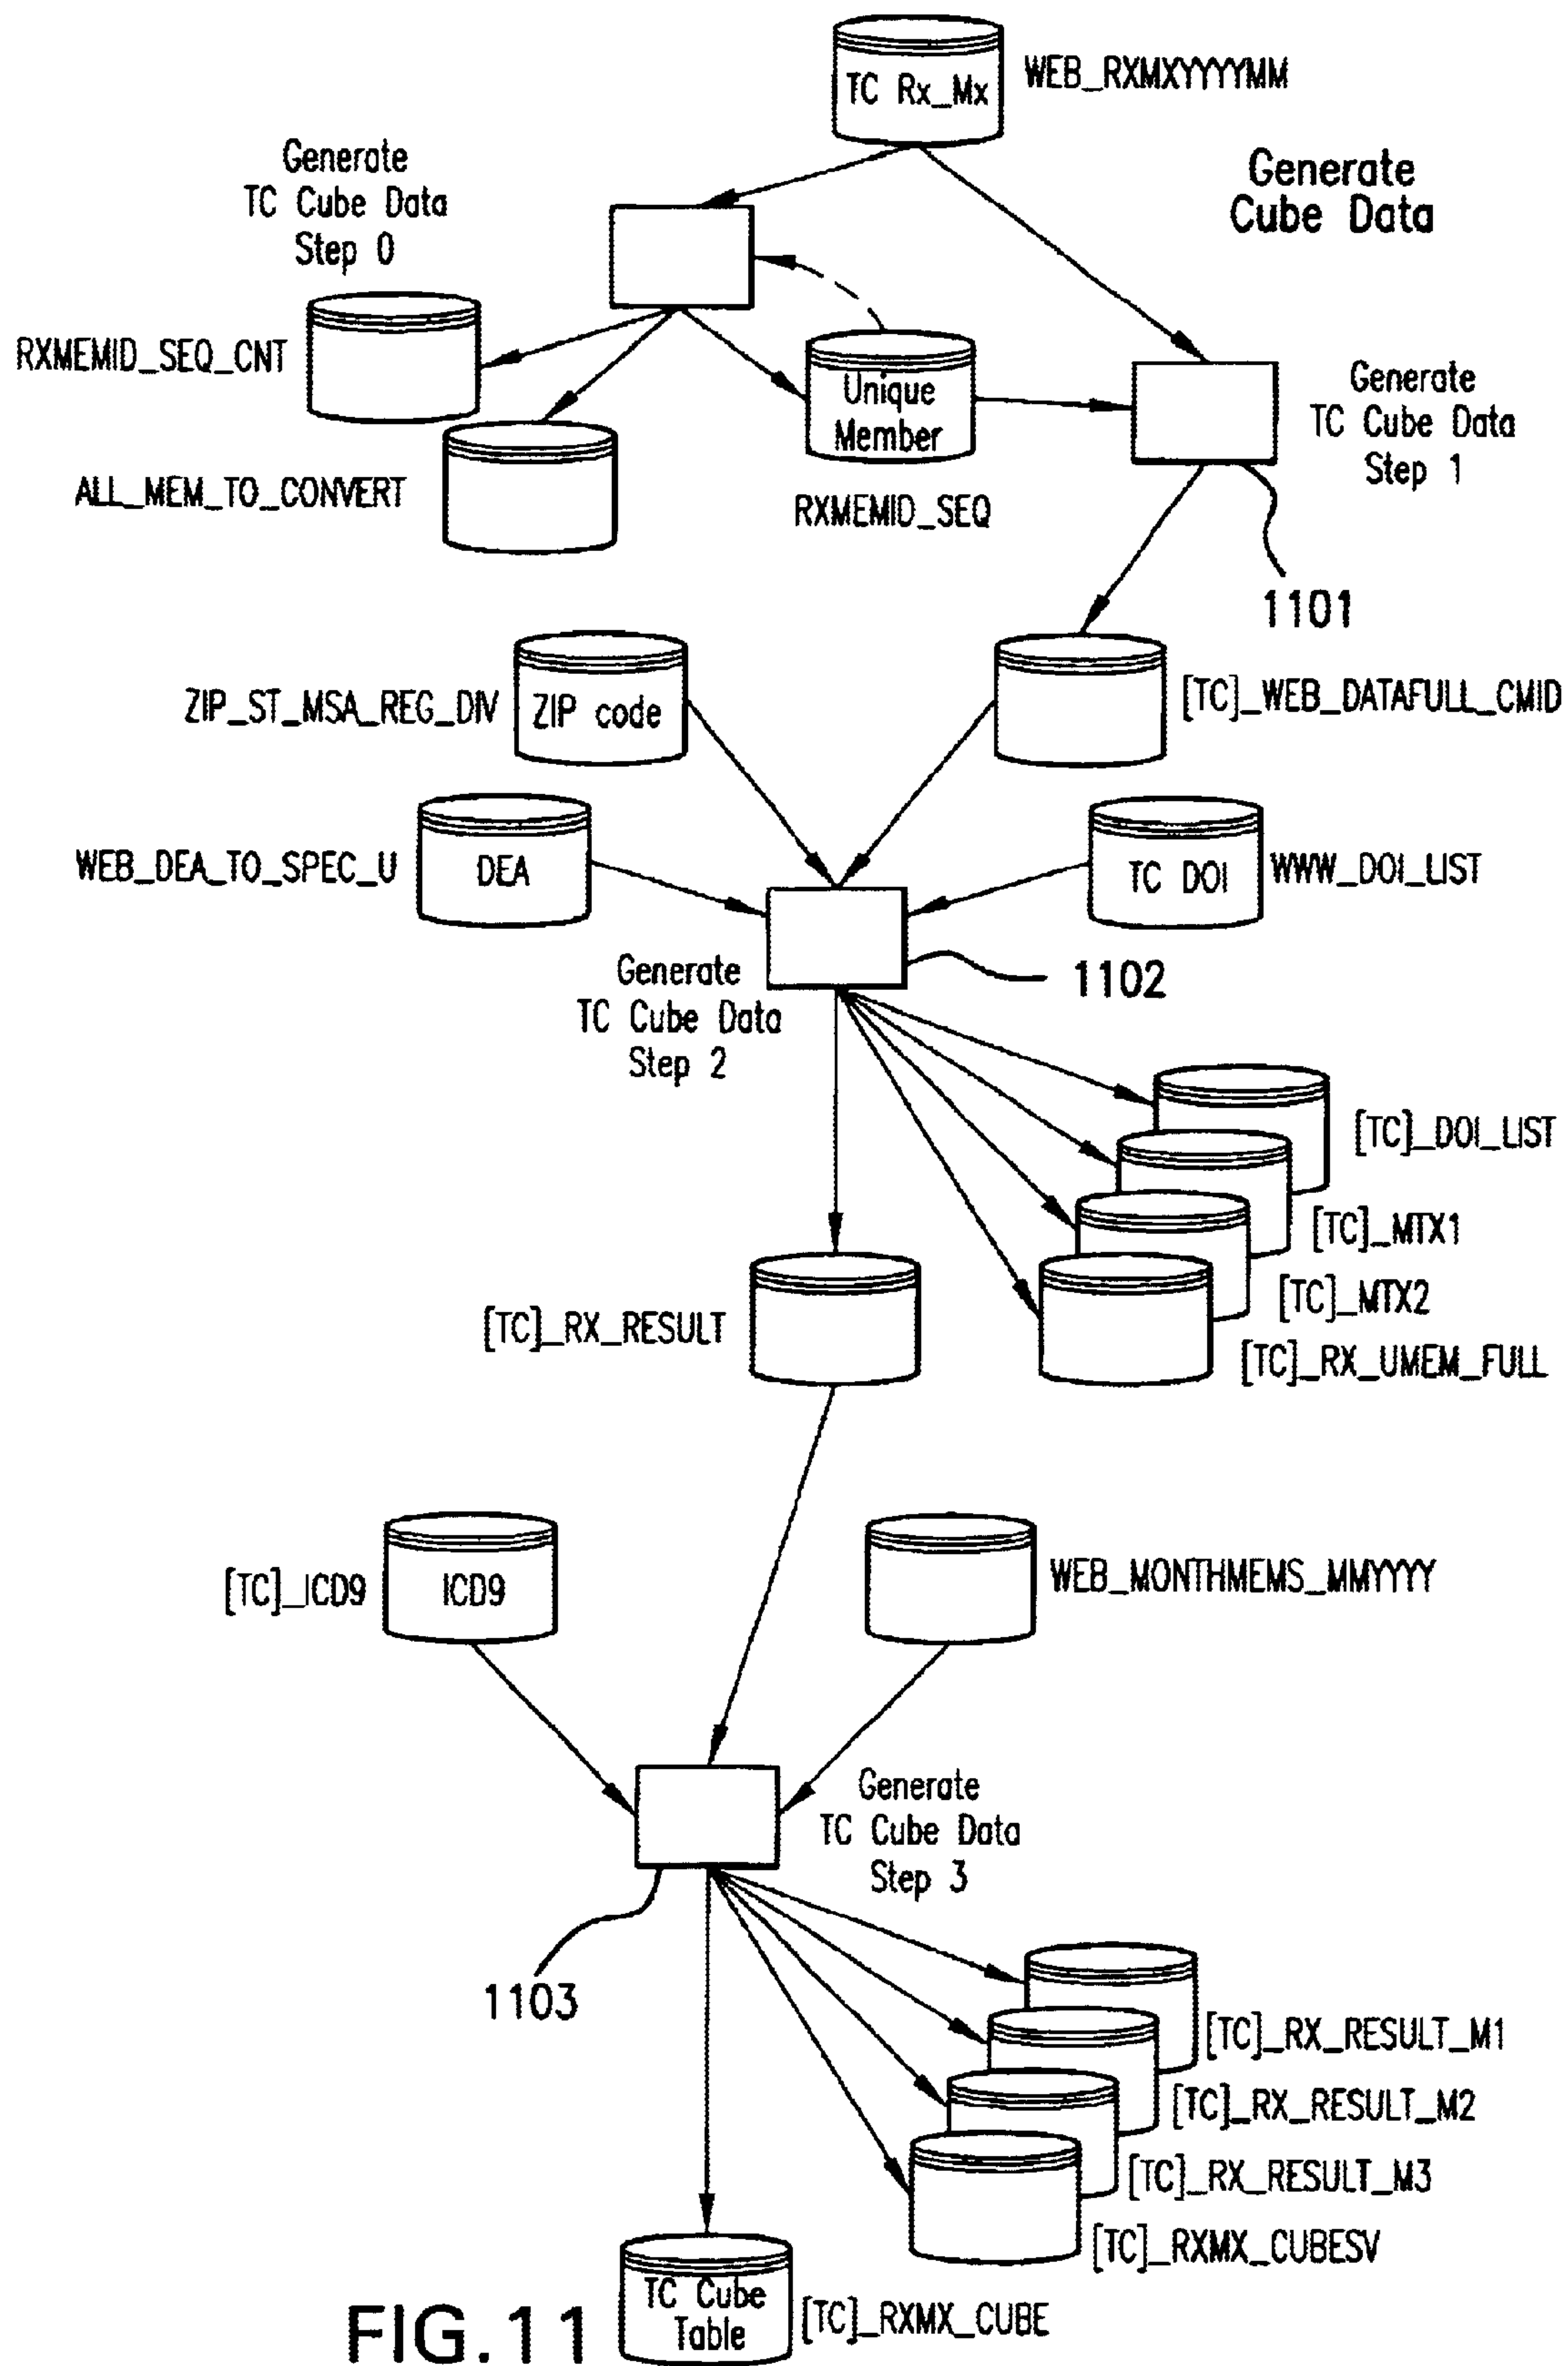 TC Rx_Mx
WEB_RXMXYYYYMM
Generate
TC Cube Data
Step 0
Generate
Cube Data
RXMEMID_SEQ_CNT
Unique
Member
Generate
TC Cube Data
Step 1
ALL_MEM_TO_CONVERT
RXMEMID_SEQ
1101
ZIP_ST_MSA_REG_DIV
ZIP code
[TC]_WEB_DATAFULL_CMID
WEB_DEA_TO_SPEC_U
DEA
TC DOI
WWW_DOI_LIST
Generate
TC Cube Data
Step 2
1102
[TC]_DOI_LIST
[TC]_MTX1
[TC]_MTX2
[TC]_RX_UMEM_FULL
[TC]_RX_RESULT
[TC]_ICD9
ICD9
WEB_MONTHMEMS_MMYYYY
Generate
TC Cube Data
Step 3
1103
[TC]_RX_RESULT_M1
[TC]_RX_RESULT_M2
[TC]_RX_RESULT_M3
[TC]_RXMX_CUBESV
TC Cube
Table
[TC]_RXMX_CUBE
FIG.11